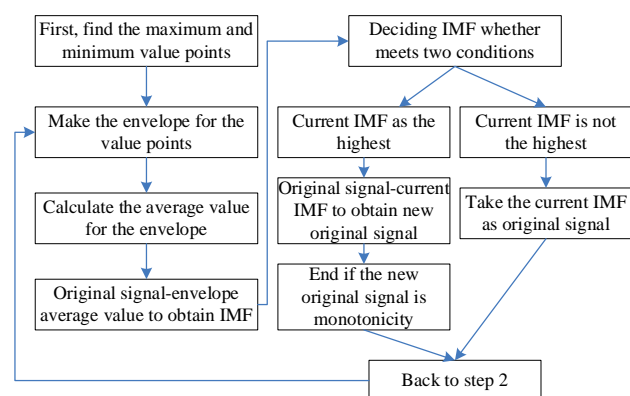 First, find the maximum and
minimum value points
Make the envelope for the
value points
Calculate the average value
for the envelope
Original signal-envelope
average value to obtain IMF
Deciding IMF whether
meets two conditions
Current IMF as the
highest
Original signal-current
IMF to obtain new
original signal
End if the new
original signal is
monotonicity
Current IMF is not
the highest
Take the current IMF
as original signal
Back to step 2